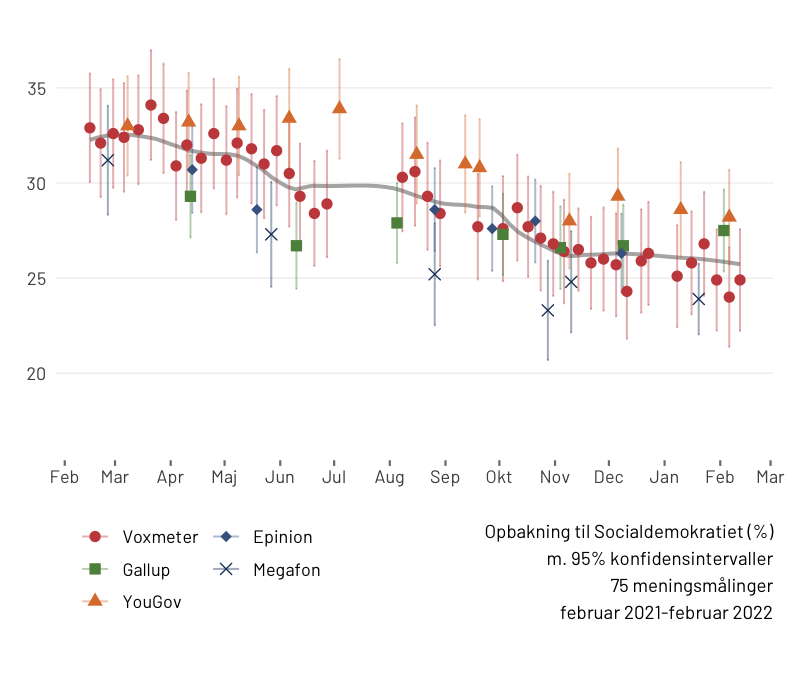 35
30
25
20
Feb Mar Apr Maj Jun Jul Aug Sep Okt Nov Dec Jan Feb Mar
Voxmeter Epinion
Gallup Megafon
YouGov
Opbakning til Socialdemokratiet (%)
m. 95% konfidensintervaller
75 meningsmålinger
februar 2021-februar 2022